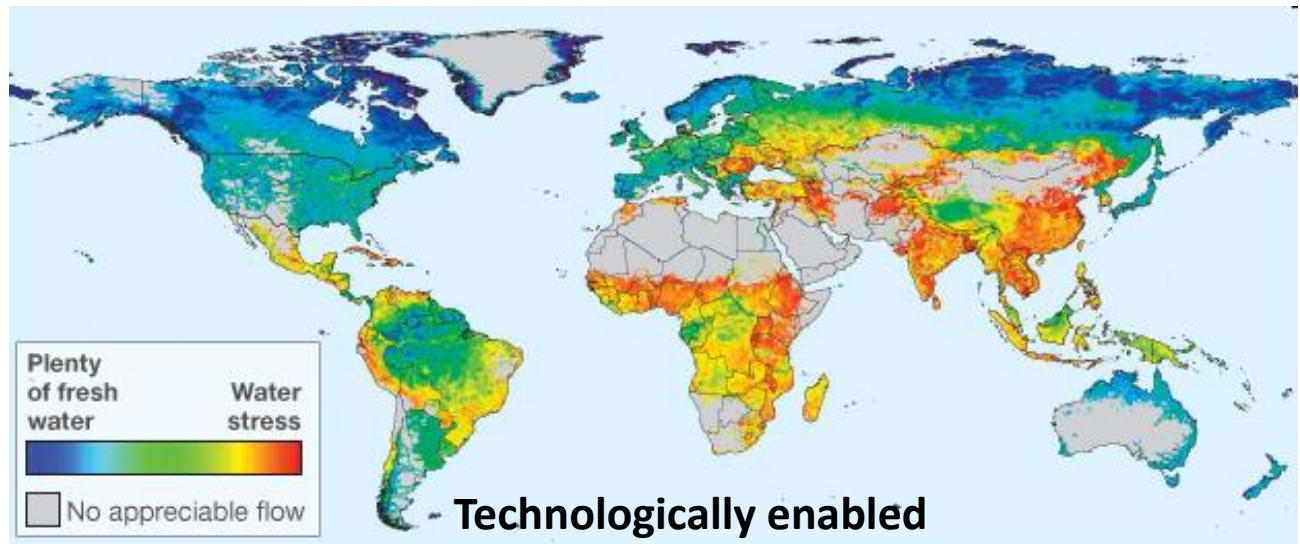 Plenty
of fresh Water
water stress
No appreciable flow
Technologically enabled